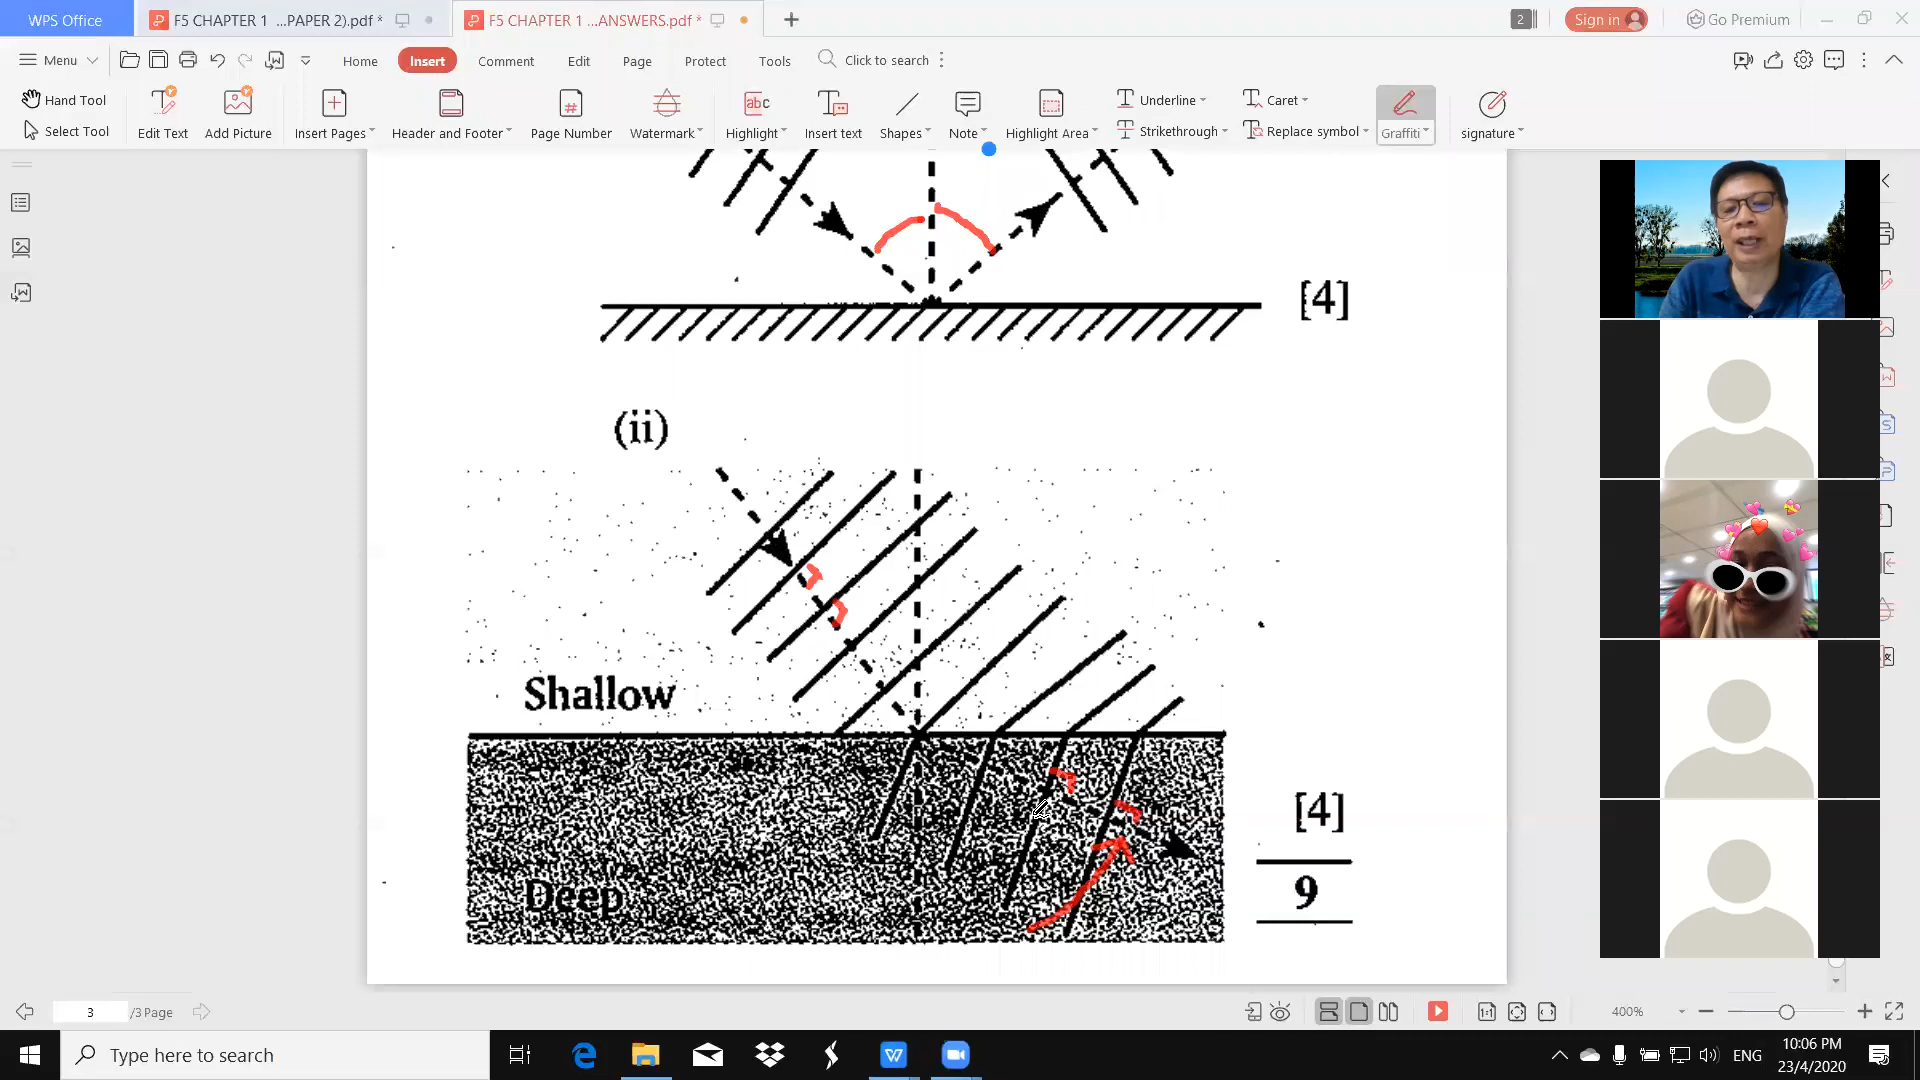 WPS Office
F5 CHAPTER 1 ...PAPER 2).pdf *
F5 CHAPTER 1 ...ANSWERS.pdf *
2
Sign in
Go Premium
Menu
Home
Insert
Comment
Edit
Page
Protect
Tools
Click to search
Hand Tool
Select Tool
Edit Text
Add Picture
Insert Pages
Header and Footer
Page Number
Watermark
Highlight
Insert text
Shapes
Note
Highlight Area
Underline
Strikethrough
Caret
Replace symbol
Graffiti
signature
[4]
(ii)
Shallow
Deep
[4]
9
3
/3 Page
400%
Type here to search
ENG
10:06 PM
23/4/2020